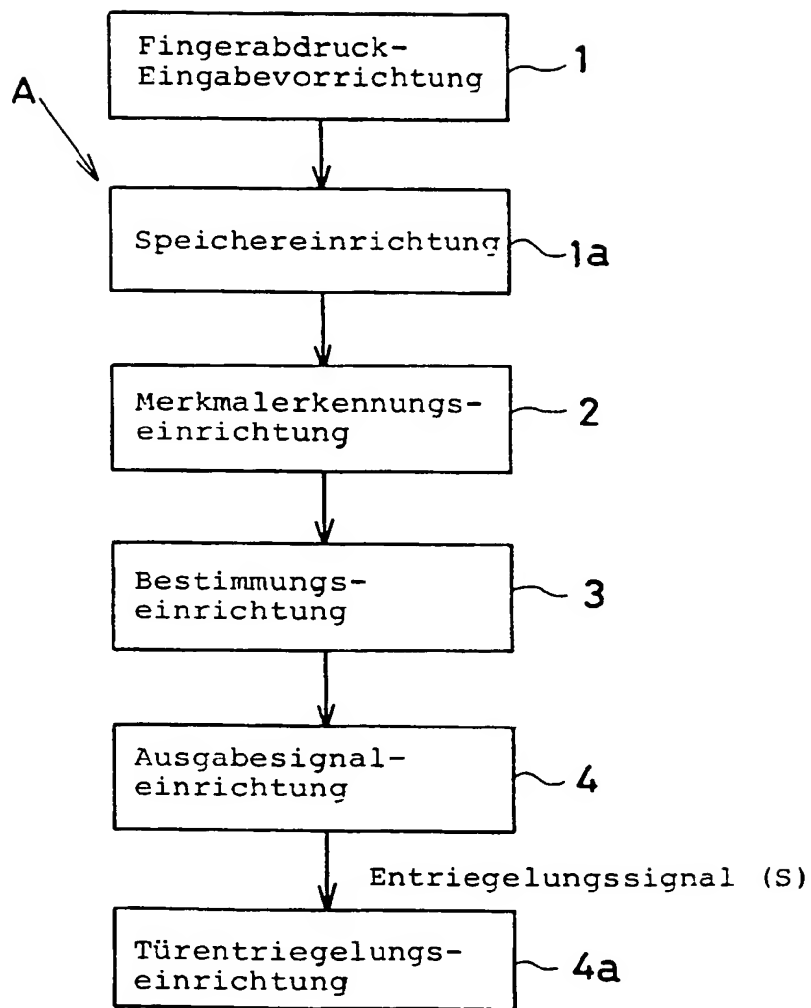 Fingerabdruck-
Eingabevorrichtung
1
A
Speichereinrichtung
1a
Merkmalerkennungs-
einrichtung
2
Bestimmungs-
einrichtung
3
Ausgabesignal-
einrichtung
4
Entriegelungssignal (S)
Türentriegelungs-
einrichtung
4a